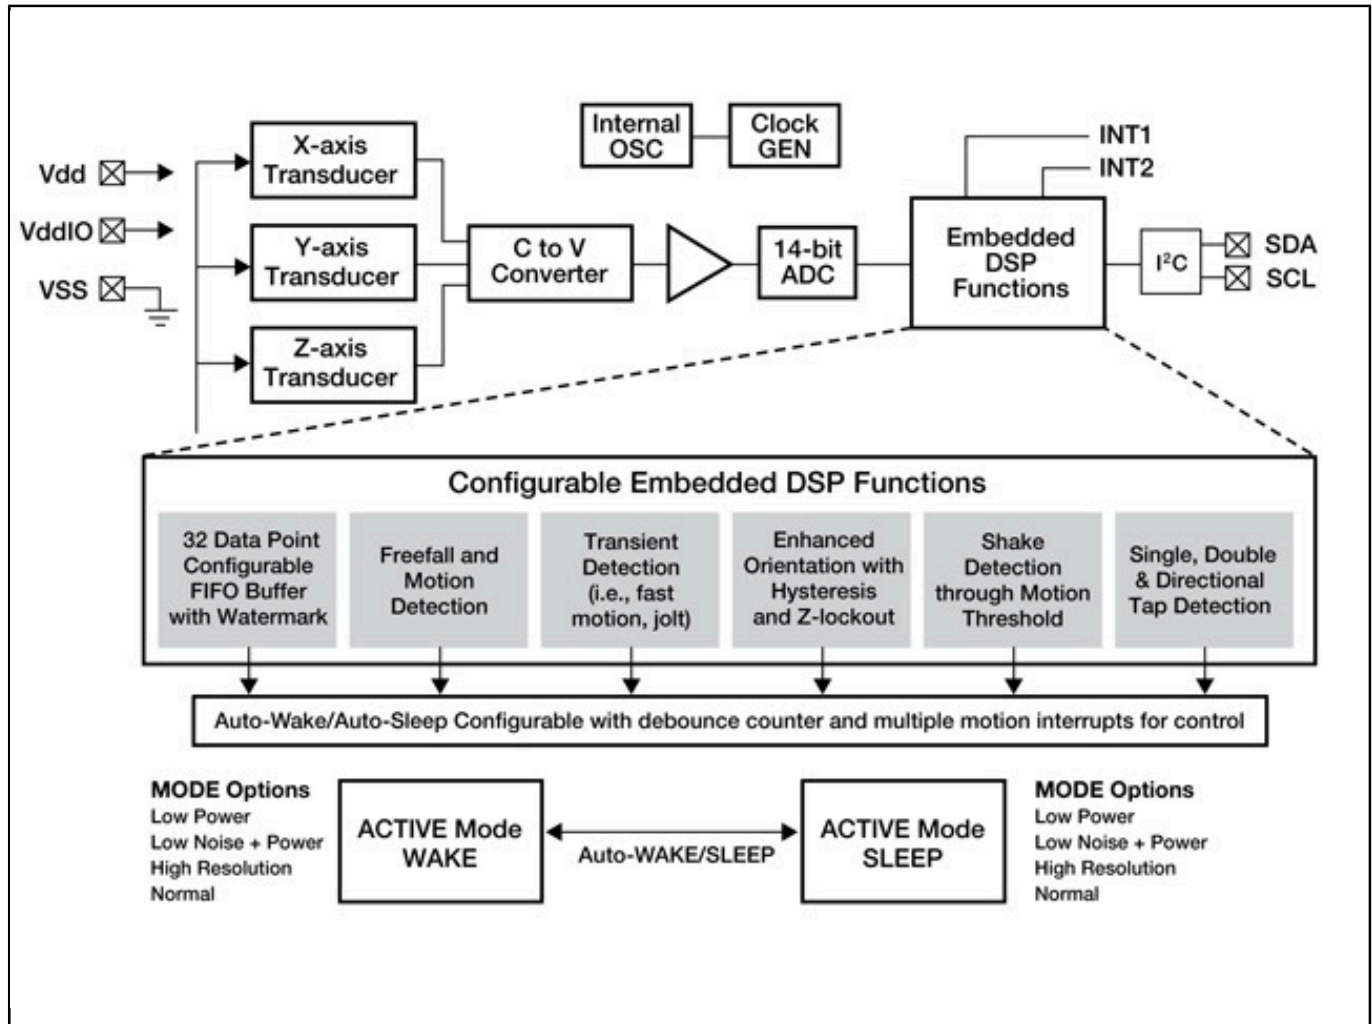 Internal
OSC
Clock
GEN
INT1
INT2
X-axis
Transducer
Vdd
VddIO
VSS
Y-axis
Transducer
Z-axis
Transducer
C to V
Converter
14-bit
ADC
Embedded
DSP
Functions
I²C
SDA
SCL
Configurable Embedded DSP Functions
32 Data Point
Configurable
FIFO Buffer
with Watermark
Freefall and
Motion
Detection
Transient
Detection
(i.e., fast
motion, jolt)
Enhanced
Orientation with
Hysteresis
and Z-lockout
Shake
Detection
through Motion
Threshold
Single, Double
& Directional
Tap Detection
Auto-Wake/Auto-Sleep Configurable with debounce counter and multiple motion interrupts for control
MODE Options
Low Power
Low Noise + Power
High Resolution
Normal
ACTIVE Mode
WAKE
Auto-WAKE/SLEEP
ACTIVE Mode
SLEEP
MODE Options
Low Power
Low Noise + Power
High Resolution
Normal